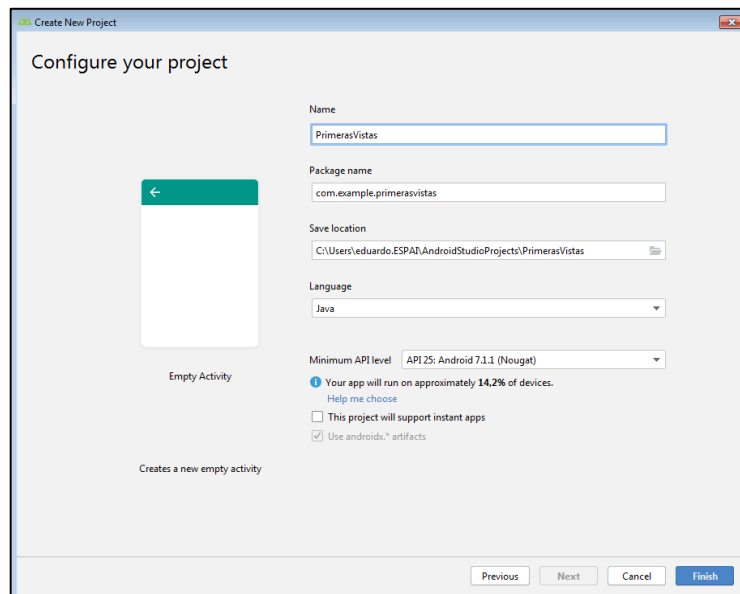 Create New Project
Configure your project
Name
PrimerasVistas
Package name
com.example.primerasvistas
Save location
C:\Users\eduardo.ESPAI\AndroidStudioProjects\PrimerasVistas
Language
Java
Minimum API level API 25: Android 7.1.1 (Nougat)
Empty Activity
Your app will run on approximately 14,2% of devices.
Help me choose
This project will support instant apps
Use androidx.* artifacts
Creates a new empty activity
Previous Next Cancel Finish